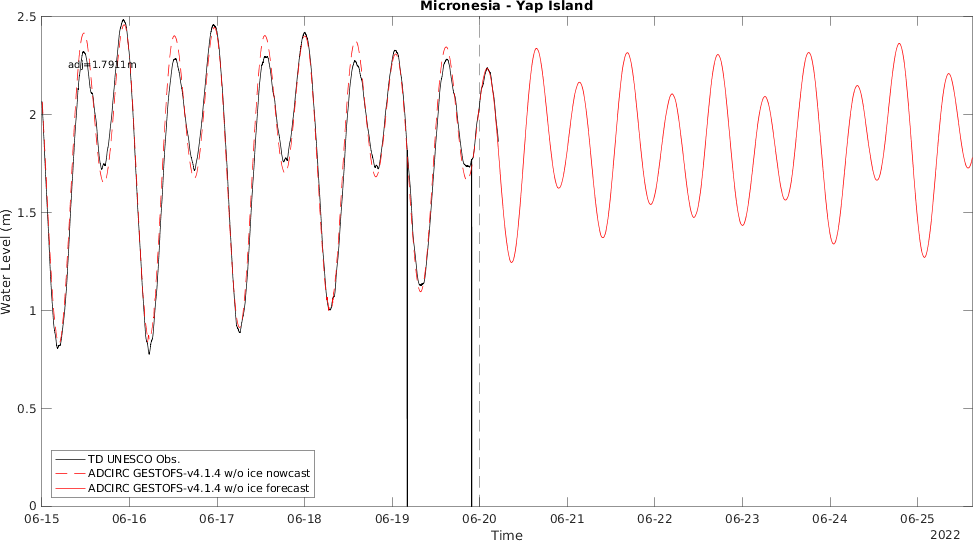 Micronesia - Yap Island
adj=1.7911m
Water Level (m)
2.5
2
1.5
1
0.5
0
TD UNESCO Obs.
ADCIRC GESTOFS-v4.1.4 w/o ice nowcast
ADCIRC GESTOFS-v4.1.4 w/o ice forecast
06-15 06-16 06-17 06-18 06-19 06-20 06-21 06-22 06-23 06-24 06-25
Time
2022